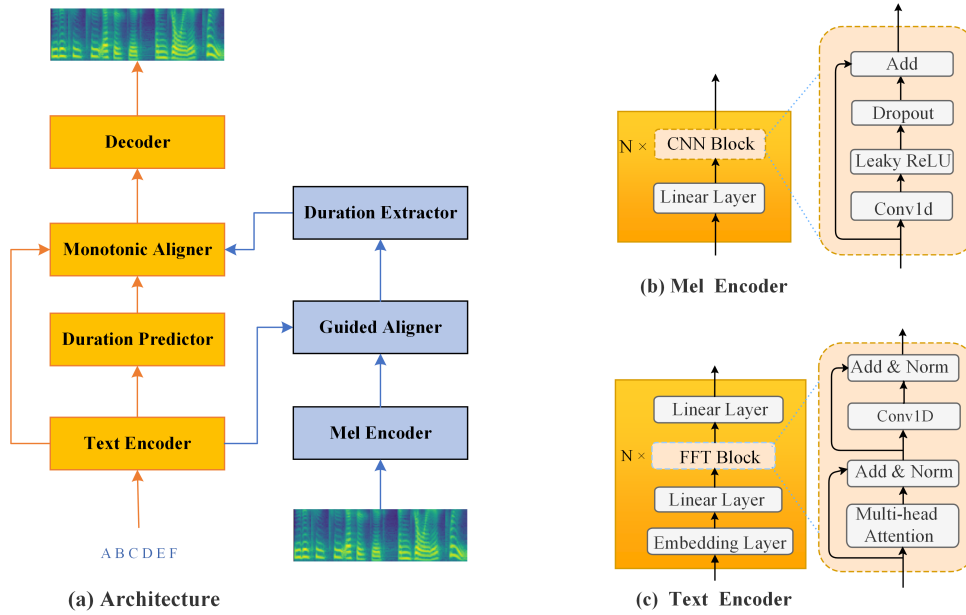 Decoder
Monotonic Aligner
Duration Predictor
Text Encoder
ABCDEF
Duration Extractor
Guided Aligner
Mel Encoder
(a) Architecture
N ×
CNN Block
Linear Layer
Add
Dropout
Leaky ReLU
Conv1d
(b) Mel Encoder
Linear Layer
N ×
FFT Block
Linear Layer
Embedding Layer
Add & Norm
Conv1D
Add & Norm
Multi-head
Attention
(c) Text Encoder